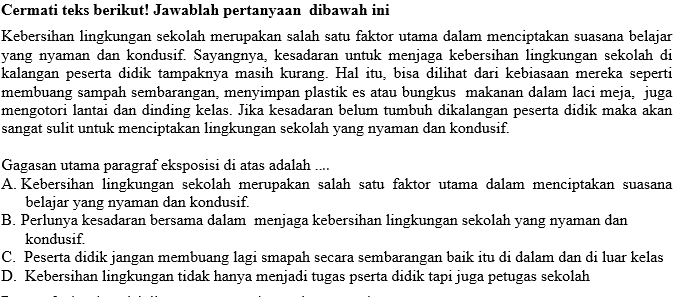 Cermati teks berikut! Jawablah pertanyaan dibawah ini
Kebersihan lingkungan sekolah merupakan salah satu faktor utama dalam menciptakan suasana belajar
yang nyaman dan kondusif. Sayangnya, kesadaran untuk menjaga kebersihan lingkungan sekolah di
kalangan peserta didik tampaknya masih kurang. Hal itu, bisa dilihat dari kebiasaan mereka seperti
membuang sampah sembarangan, menyimpan plastik es atau bungkus makanan dalam laci meja, juga
mengotori lantai dan dinding kelas. Jika kesadaran belum tumbuh dikalangan peserta didik maka akan
sangat sulit untuk menciptakan lingkungan sekolah yang nyaman dan kondusif.
Gagasan utama paragraf eksposisi di atas adalah ....
A. Kebersihan lingkungan sekolah merupakan salah satu faktor utama dalam menciptakan suasana
belajar yang nyaman dan kondusif.
B. Perlunya kesadaran bersama dalam menjaga kebersihan lingkungan sekolah yang nyaman dan
kondusif.
C. Peserta didik jangan membuang lagi smapah secara sembarangan baik itu di dalam dan di luar kelas
D. Kebersihan lingkungan tidak hanya menjadi tugas pserta didik tapi juga petugas sekolah